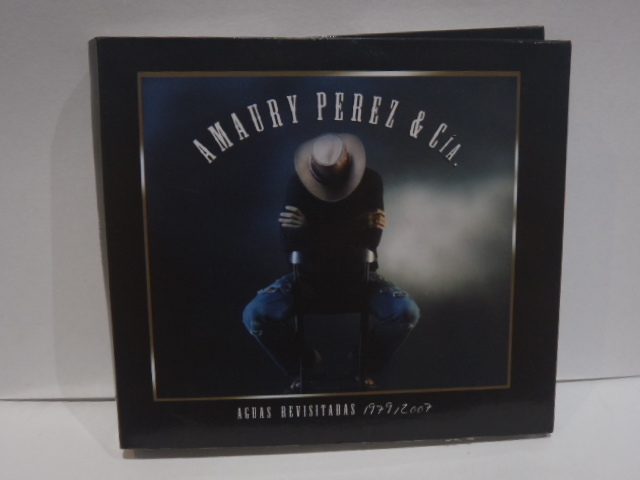 AMAURY PEREZ & CÍA.
AGUAS REVISITADAS 1979/2007